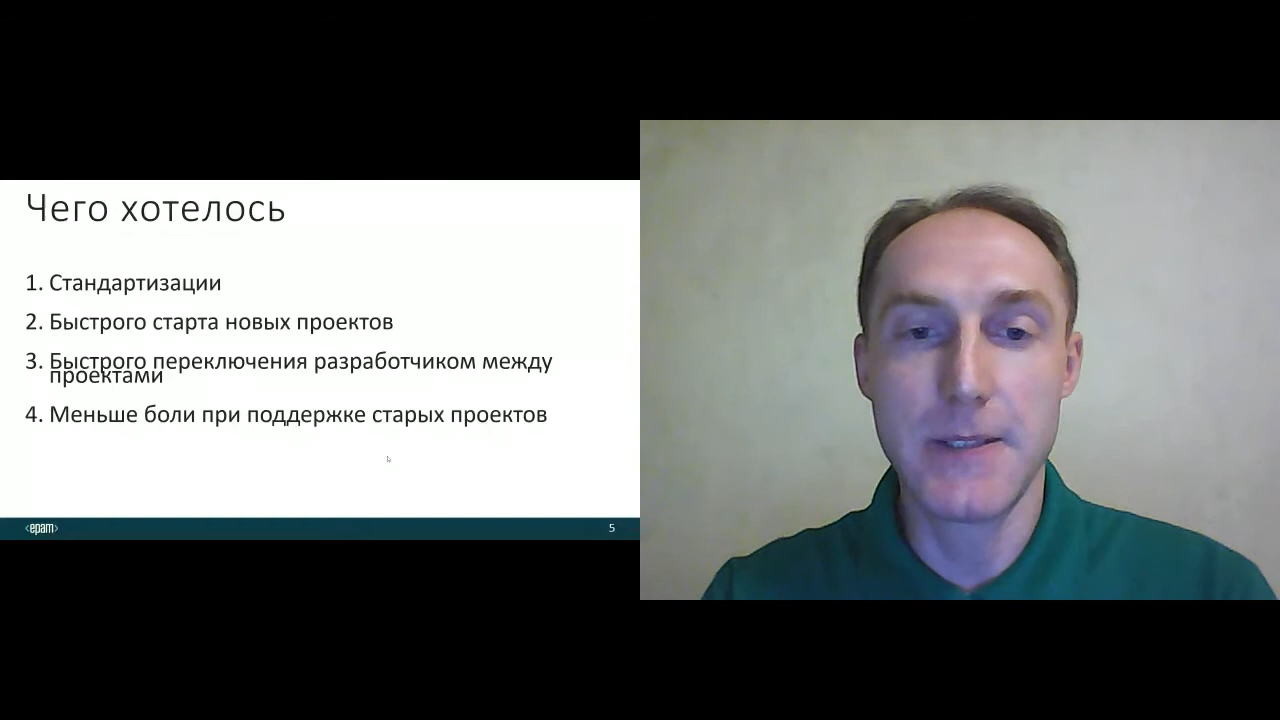 Чего хотелось
1. Стандартизации
2. Быстрого старта новых проектов
3. Быстрого переключения разработчиком между
проектами
4. Меньше боли при поддержке старых проектов
<epam>
5